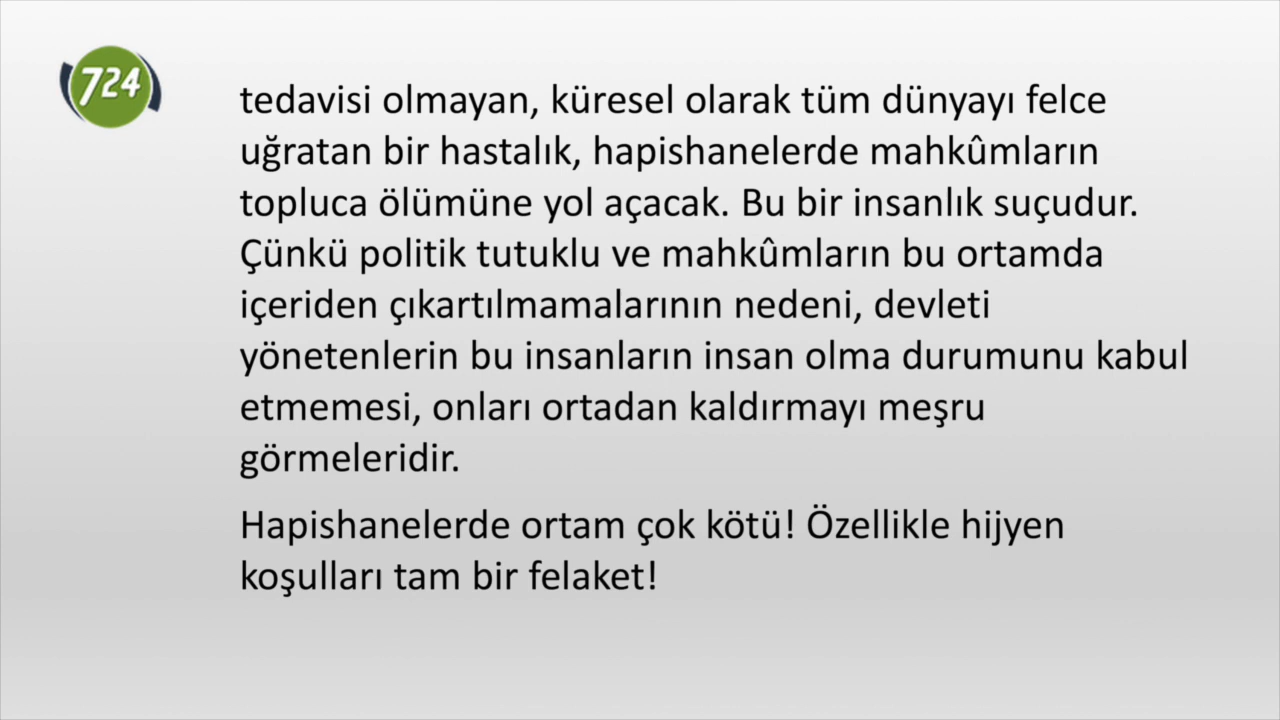 724
tedavisi olmayan, küresel olarak tüm dünyayı felce
uğratan bir hastalık, hapishanelerde mahkûmların
topluca ölümüne yol açacak. Bu bir insanlık suçudur.
Çünkü politik tutuklu ve mahkûmların bu ortamda
içeriden çıkartılmamalarının nedeni, devleti
yönetenlerin bu insanların insan olma durumunu kabul
etmemesi, onları ortadan kaldırmayı meşru
görmeleridir.
Hapishanelerde ortam çok kötü! Özellikle hijyen
koşulları tam bir felaket!